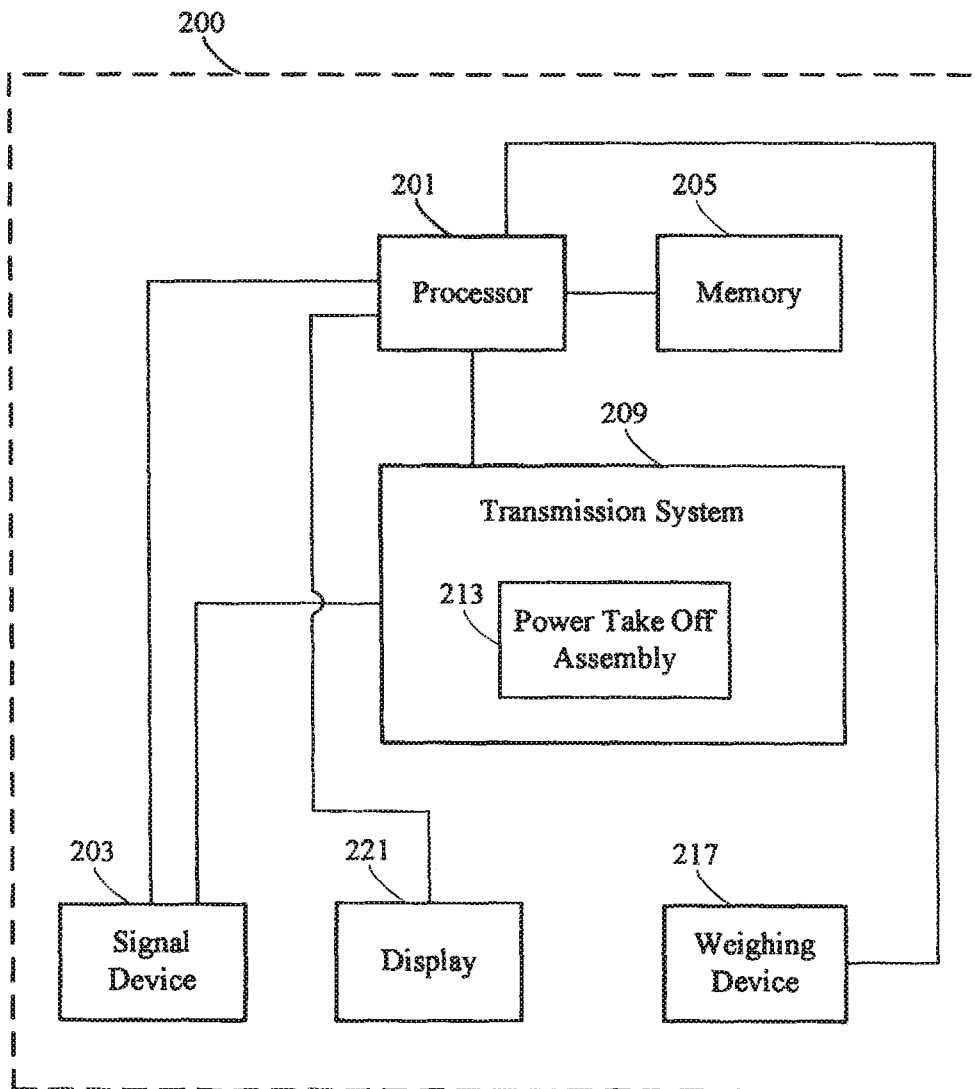 200
201
205
Processor
Memory
209
Transmission System
213
Power Take Off
Assembly
203
221
217
Signal
Device
Display
Weighing
Device